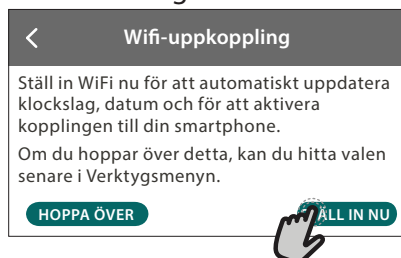 Wifi-uppkoppling
Ställ in WiFi nu för att automatiskt uppdatera
klockslag, datum och för att aktivera
kopplingen till din smartphone.
Om du hoppar över detta, kan du hitta valen
senare i Verktygsmenyn.
HOPPA ÖVER
IN NU